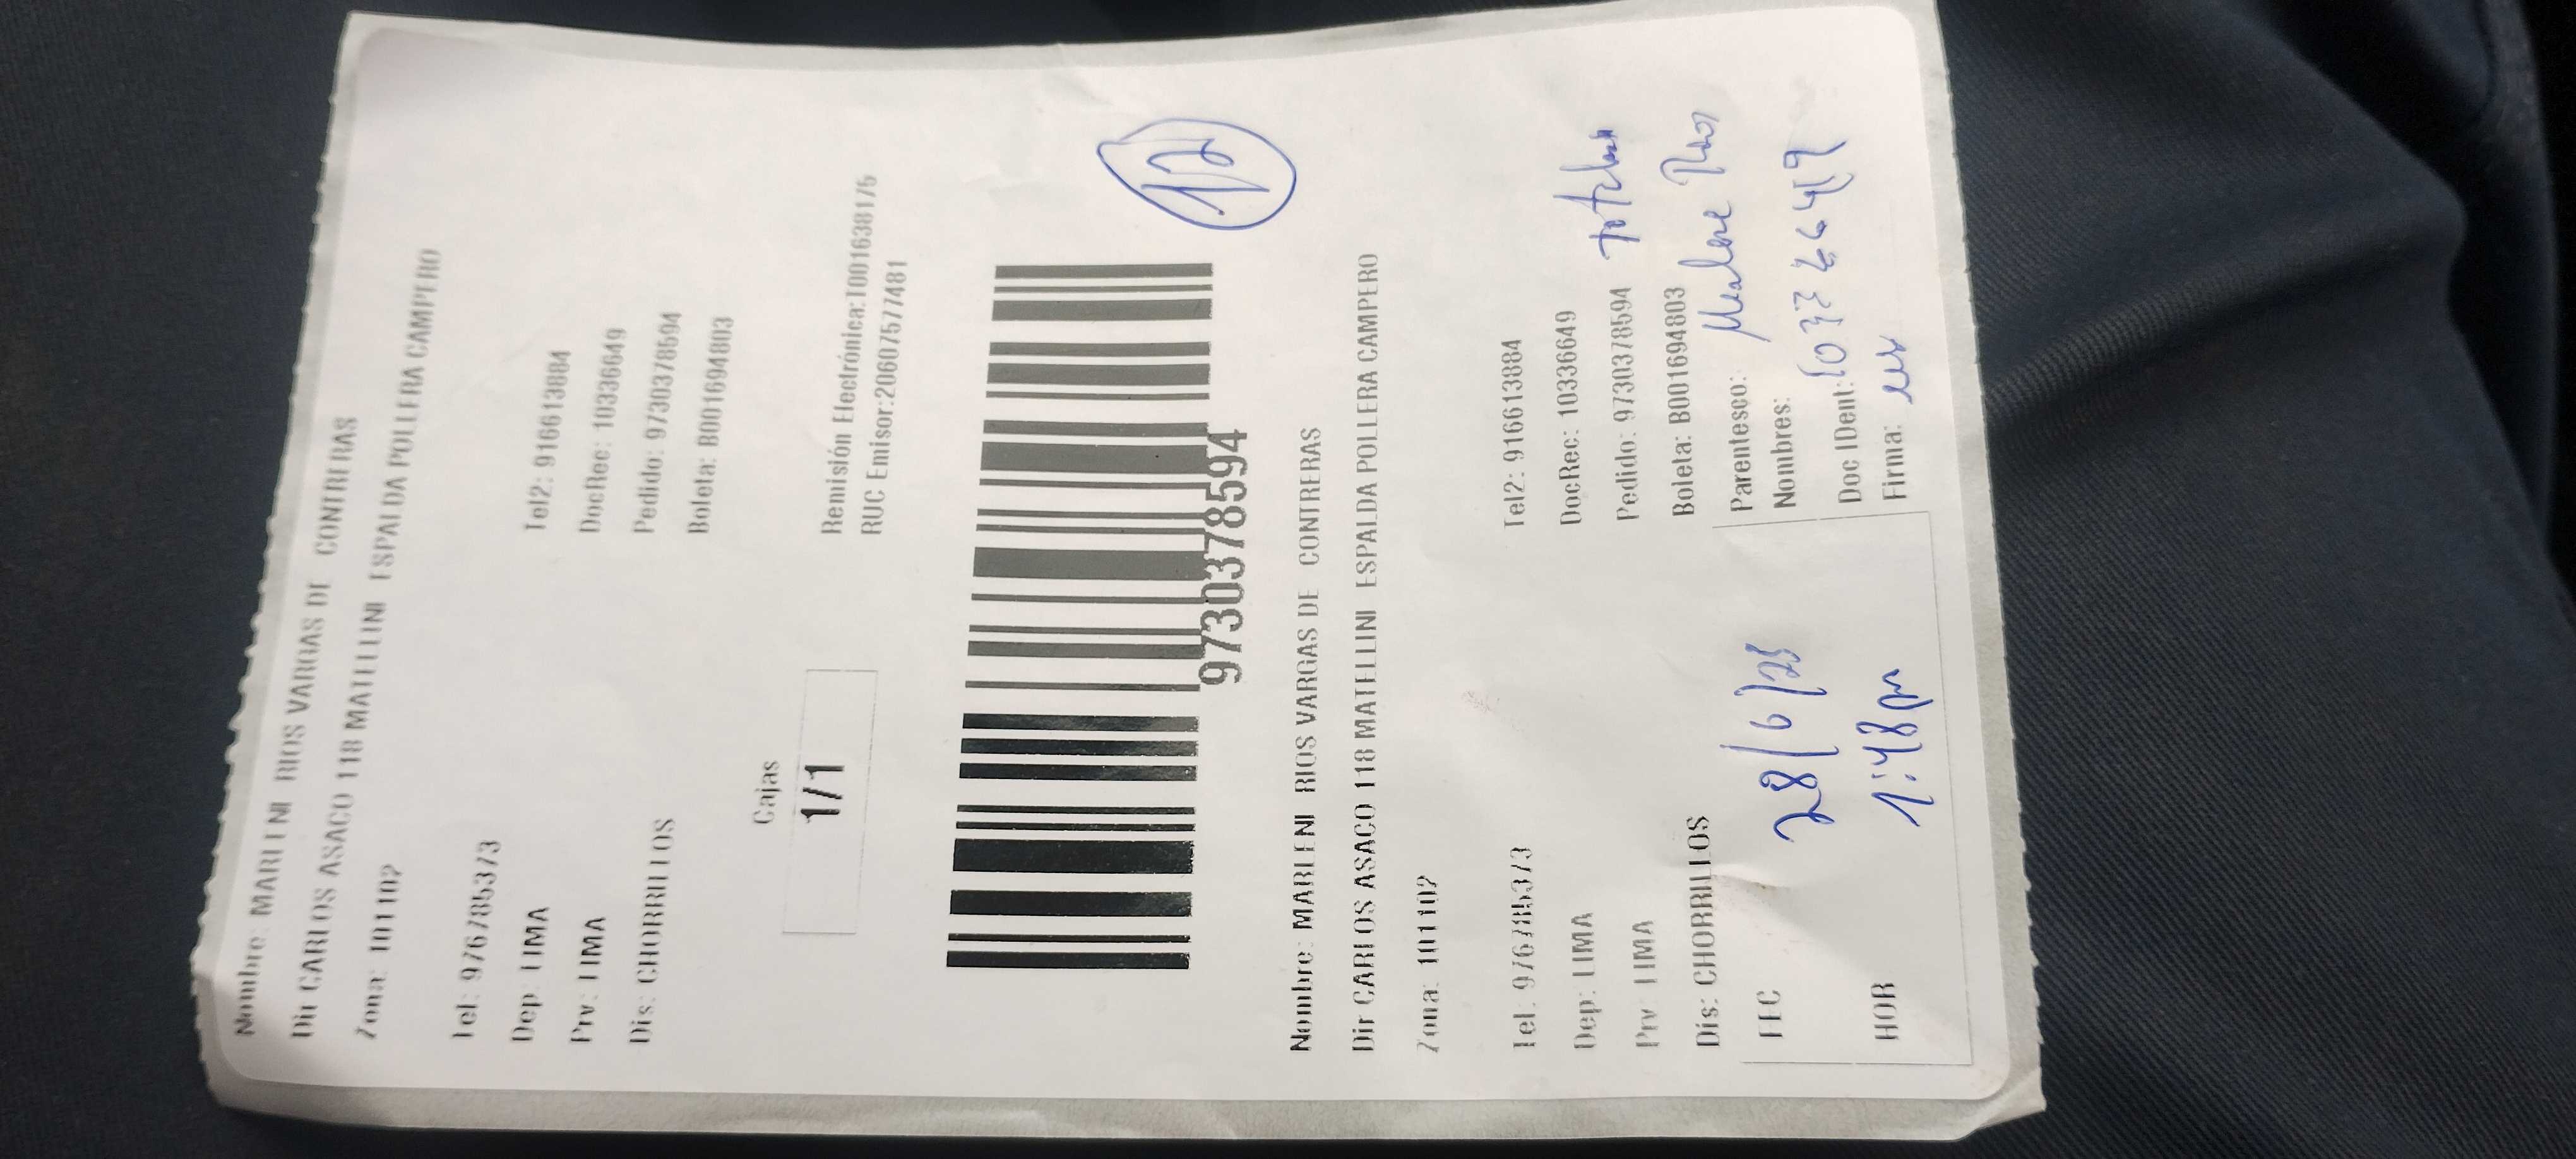 Nombre: MARLENI RIOS VARGAS DE CONTRERAS
Dir CARLOS ASACO 118 MATELLINI ESPALDA POLLERA CAMPERO
Zona: 101102
Tel: 976785373 Tel2: 916613884
Dep: LIMA DocRec: 10336649
Prv: LIMA Pedido: 9730378594
Dis: CHORRILLOS Boleta: B001694803
Cajas
1/1
Remisión Electrónica:T001638175
RUC Emisor:20607577481
9730378594
12
Nombre: MARLENI RIOS VARGAS DE CONTRERAS
Dir CARLOS ASACO 118 MATELLINI ESPALDA POLLERA CAMPERO
Zona: 101102
Tel: 976785373 Tel2: 916613884
Dep: LIMA DocRec: 10336649
Prv: LIMA Pedido: 9730378594
Dis: CHORRILLOS Boleta: B001694803
Parentesco:
Nombres: Rios
Doc IDent:
Firma:
FEC 28/6/25
HOR 1:48 pm